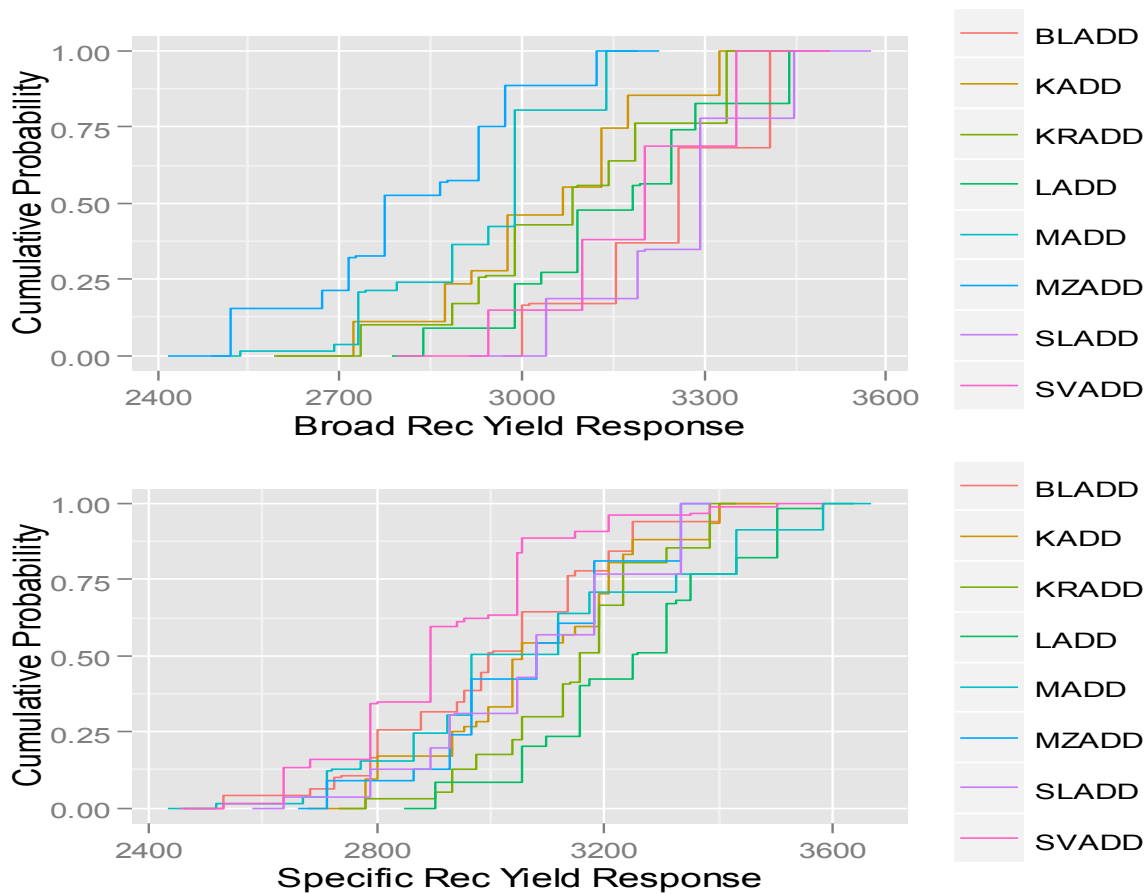 Cumulative Probability
1.00
0.75
0.50
0.25
0.00
2400 2700 3000 3300 3600
Broad Rec Yield Response
BLADD
KADD
KRADD
LADD
MADD
MZADD
SLADD
SVADD
Cumulative Probability
1.00
0.75
0.50
0.25
0.00
2400 2800 3200 3600
Specific Rec Yield Response
BLADD
KADD
KRADD
LADD
MADD
MZADD
SLADD
SVADD